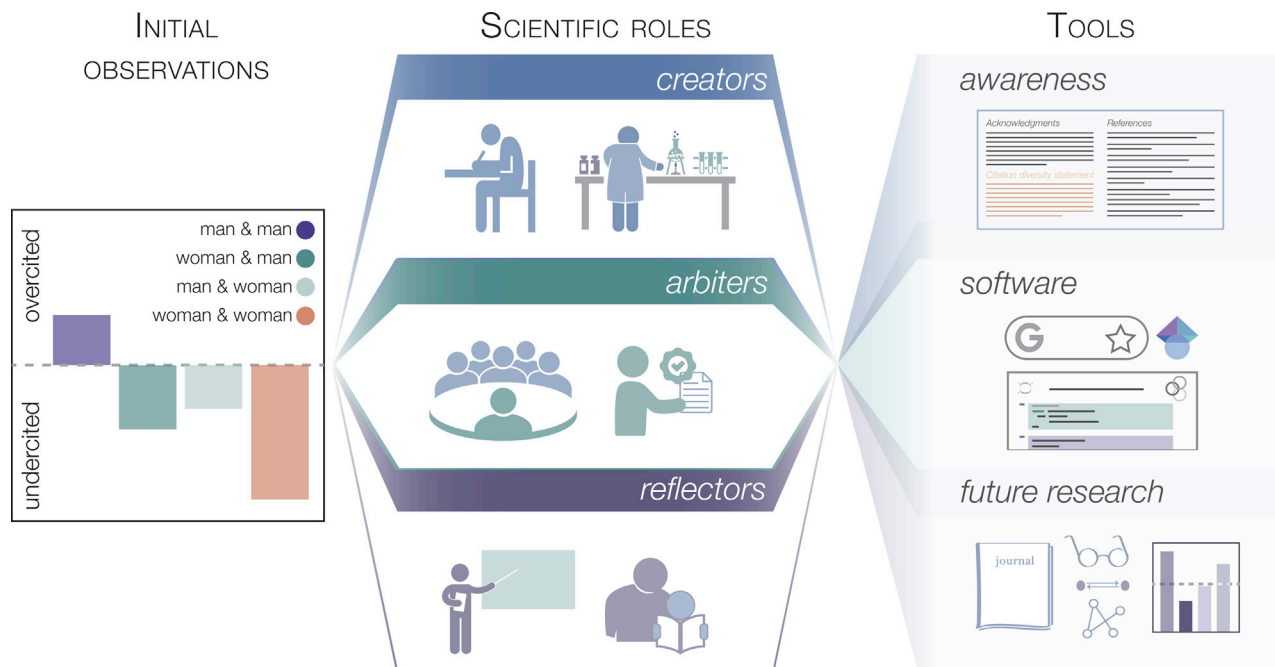 INITIAL
OBSERVATIONS
overcited
undercited
man & man
woman & man
man & woman
woman & woman
SCIENTIFIC ROLES
creators
arbiters
reflectors
TOOLS
awareness
Acknowledgments
References
Citation diversity statement
software
G
future research
journal